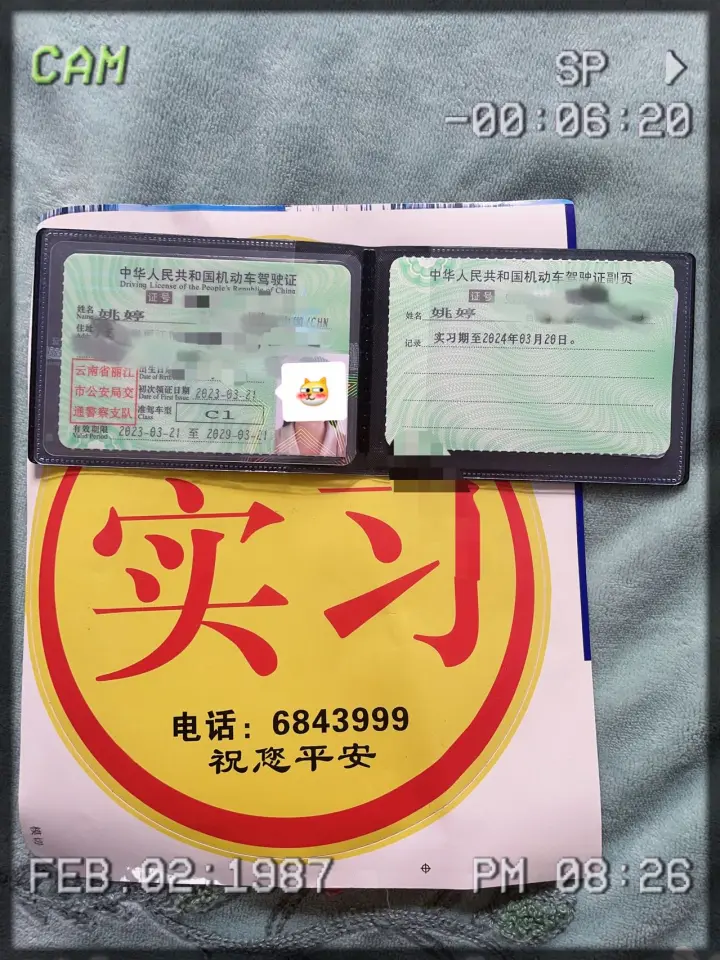 CAM
SP
-00:06:20
中华人民共和国机动车驾驶证
Driving License of the People's Republic of China
证号
姓名
Name
姚婷
住址
CHN
出生日期
Date of Birth
云南省丽江
市公安局交
通警察支队
初次领证日期
Date of First Issue
2023-03-21
准驾车型
Class
C1
有效期限
Valid Period
2023-03-21 至 2029-03-21
中华人民共和国机动车驾驶证副页
证号
姓名 姚婷
记录 实习期至2024年03月20日。
实习
电话：6843999
祝您平安
FEB 02:1987
PM 08:26